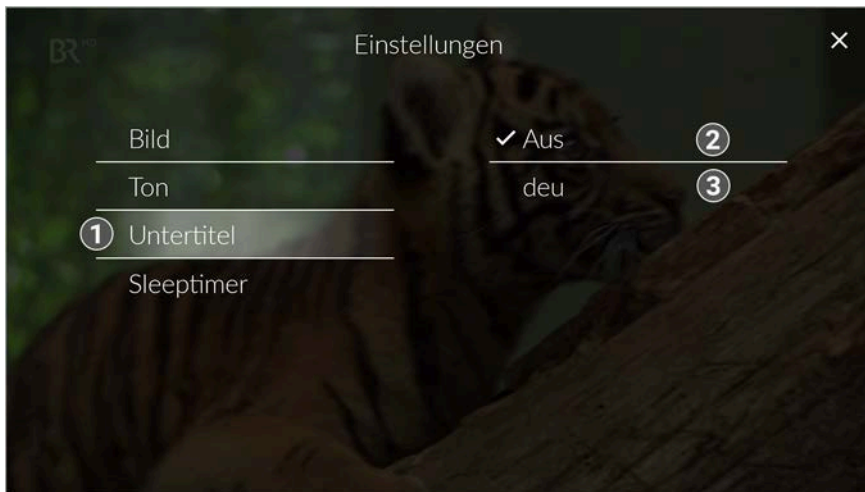 BR HD
Einstellungen
Bild
Ton
1 Untertitel
Sleeptimer
Aus 2
deu 3